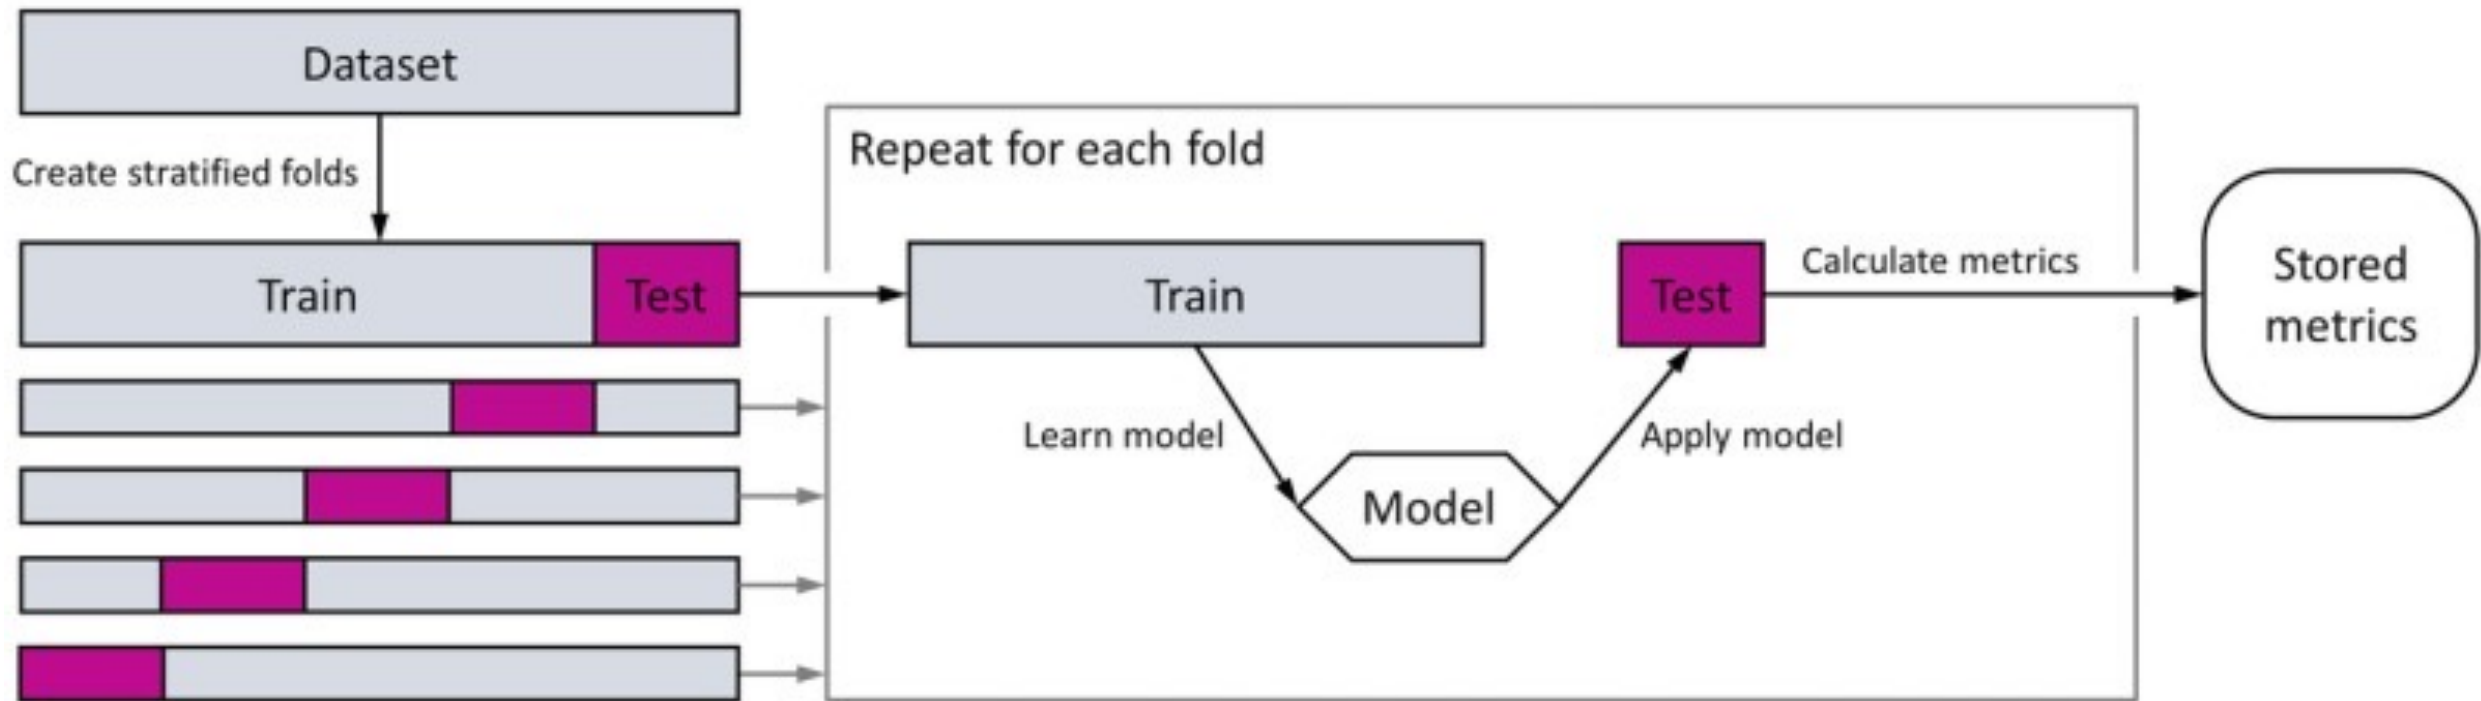 Dataset
Create stratified folds
Train
Test
Repeat for each fold
Train
Test
Calculate metrics
Stored
metrics
Learn model
Apply model
Model